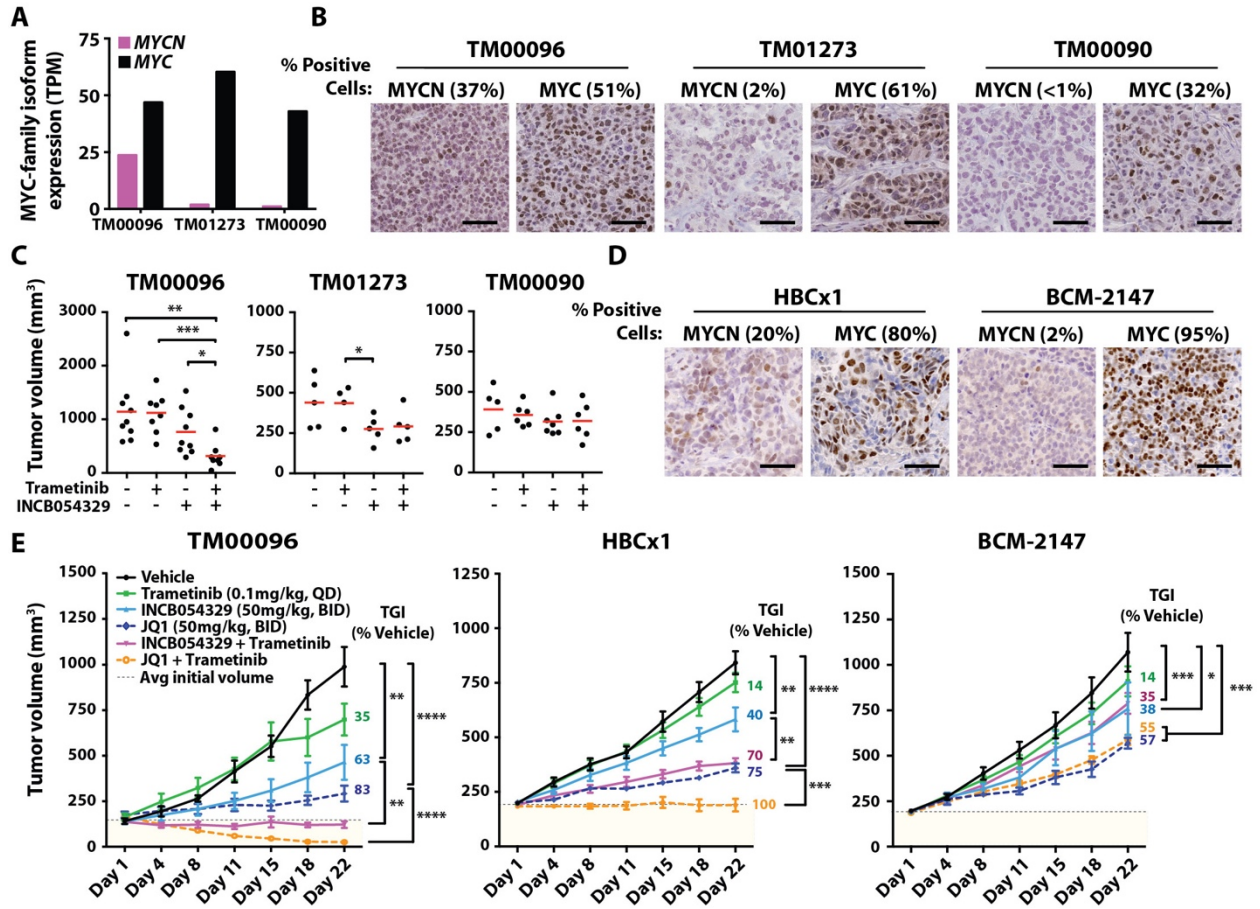 A
MYC-family isoform
expression (TPM)
MYCN
MYC
75
50
25
0
TM00096 TM01273 TM00090
B
TM00096 TM01273 TM00090
% Positive
Cells: MYCN (37%) MYC (51%) MYCN (2%) MYC (61%) MYCN (<1%) MYC (32%)
C
Tumor volume (mm³)
TM00096 TM01273 TM00090
3000
2000
1000
0
** 
***
*
1000
750
500
250
0
*
1000
750
500
250
0
Trametinib - + - + - + - + - + - +
INCB054329 - - + + - - + + - - + +
D
HBCx1 BCM-2147
% Positive
Cells: MYCN (20%) MYC (80%) MYCN (2%) MYC (95%)
E
TM00096
Tumor volume (mm³)
1500
1250
1000
750
500
250
0
Vehicle
Trametinib (0.1mg/kg, QD)
INCB054329 (50mg/kg, BID)
JQ1 (50mg/kg, BID)
INCB054329 + Trametinib
JQ1 + Trametinib
Avg initial volume
TGI
(% Vehicle)
35
63
83
**
****
**
****
Day 1 Day 4 Day 8 Day 11 Day 15 Day 18 Day 22
HBCx1
1250
1000
750
500
250
0
TGI
(% Vehicle)
14
40
70
75
100
**
****
**
***
Day 1 Day 4 Day 8 Day 11 Day 15 Day 18 Day 22
BCM-2147
1500
1250
1000
750
500
250
0
TGI
(% Vehicle)
14
35
38
55
57
***
*
***
Day 1 Day 4 Day 8 Day 11 Day 15 Day 18 Day 22